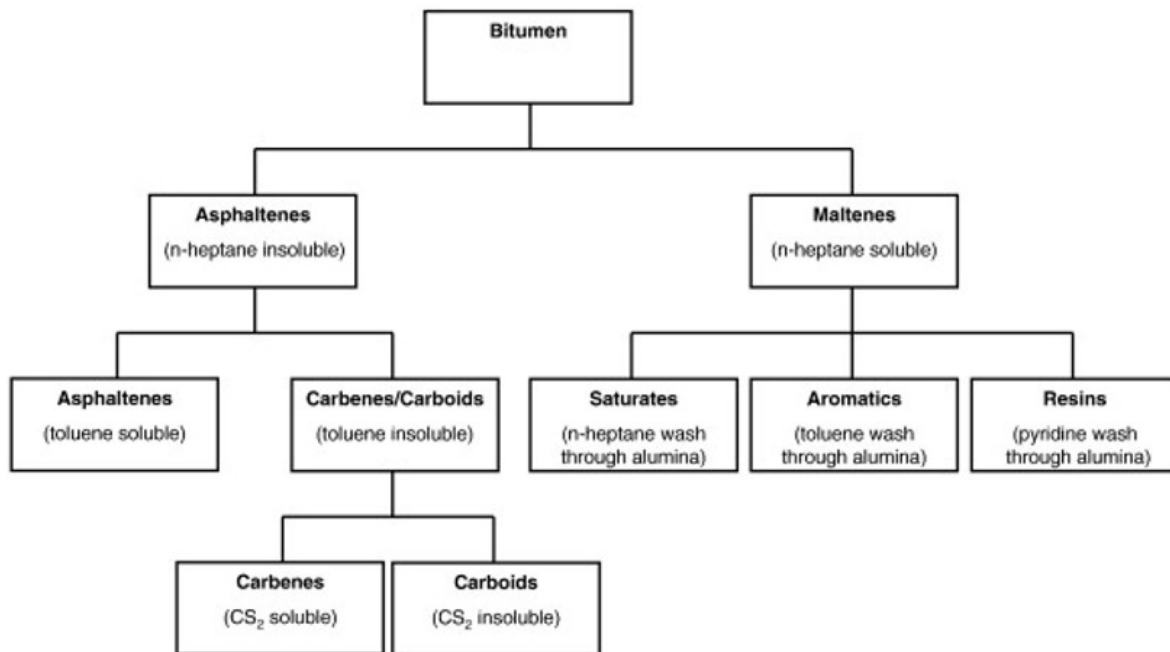 Bitumen
Asphaltenes
(n-heptane insoluble)
Maltenes
(n-heptane soluble)
Asphaltenes
(toluene soluble)
Carbenes/Carboids
(toluene insoluble)
Saturates
(n-heptane wash
through alumina)
Aromatics
(toluene wash
through alumina)
Resins
(pyridine wash
through alumina)
Carbenes
(CS₂ soluble)
Carboids
(CS₂ insoluble)